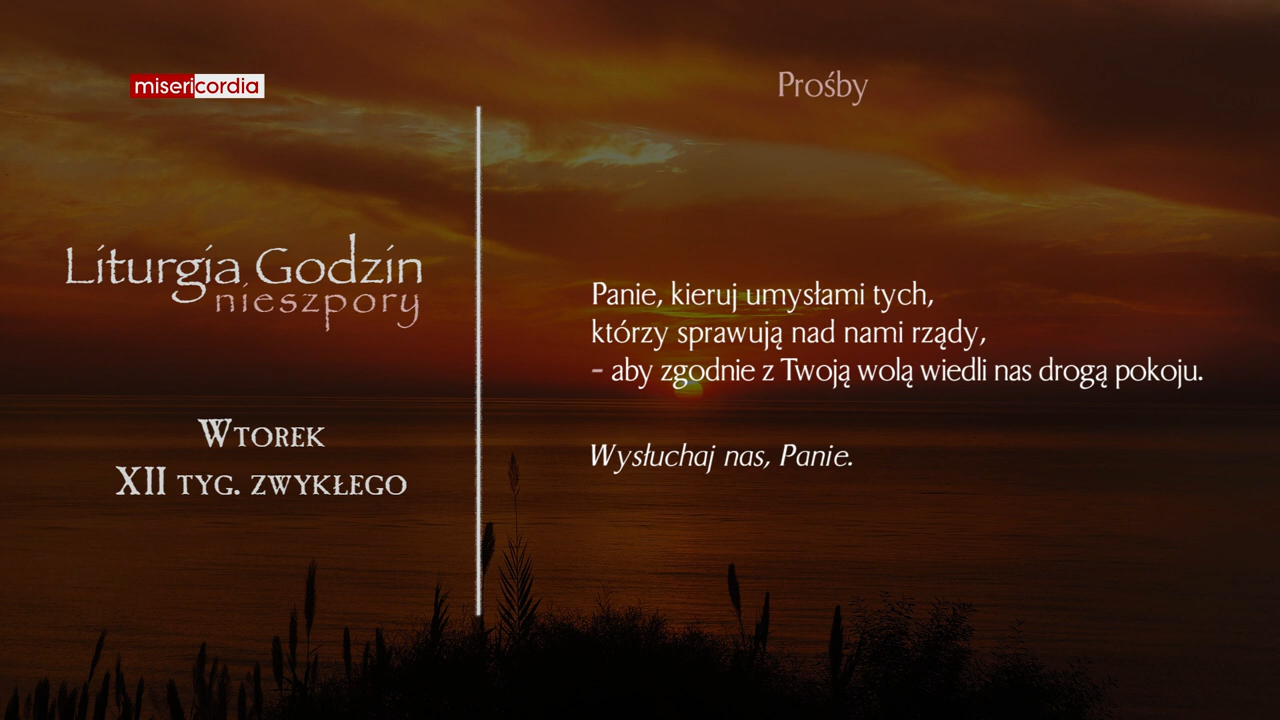 misericordia
Liturgia Godzin
nieszpory
Wtorek
XII tyg. zwykłego
Prośby
Panie, kieruj umysłami tych,
którzy sprawują nad nami rządy,
- aby zgodnie z Twoją wolą wiedli nas drogą pokoju.
Wysłuchaj nas, Panie.